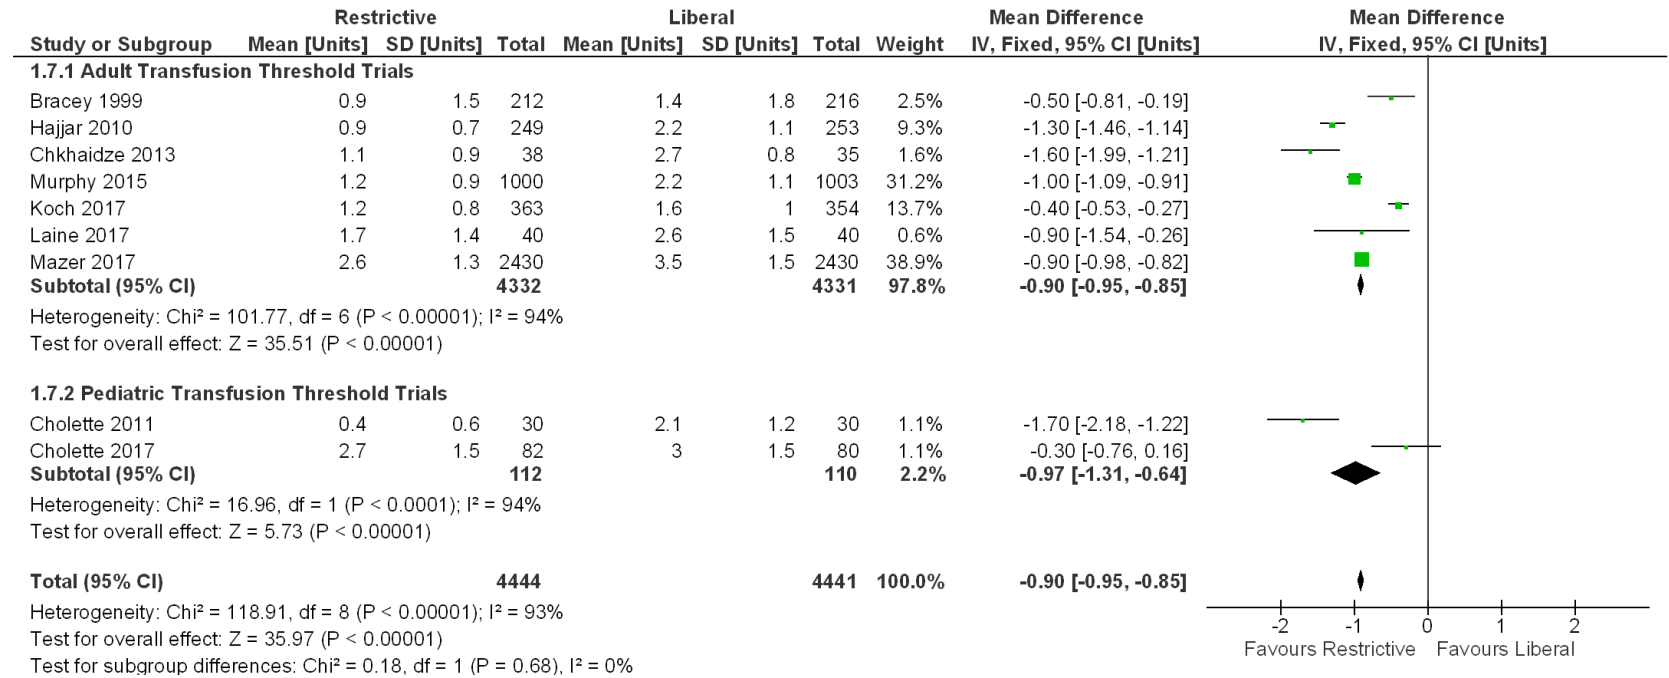 Restrictive Liberal Mean Difference Mean Difference
Study or Subgroup Mean [Units] SD [Units] Total Mean [Units] SD [Units] Total Weight IV, Fixed, 95% CI [Units] IV, Fixed, 95% CI [Units]
1.7.1 Adult Transfusion Threshold Trials
Bracey 1999 0.9 1.5 212 1.4 1.8 216 2.5% -0.50 [-0.81, -0.19]
Hajjar 2010 0.9 0.7 249 2.2 1.1 253 9.3% -1.30 [-1.46, -1.14]
Chkhaidze 2013 1.1 0.9 38 2.7 0.8 35 1.6% -1.60 [-1.99, -1.21]
Murphy 2015 1.2 0.9 1000 2.2 1.1 1003 31.2% -1.00 [-1.09, -0.91]
Koch 2017 1.2 0.8 363 1.6 1 354 13.7% -0.40 [-0.53, -0.27]
Laine 2017 1.7 1.4 40 2.6 1.5 40 0.6% -0.90 [-1.54, -0.26]
Mazer 2017 2.6 1.3 2430 3.5 1.5 2430 38.9% -0.90 [-0.98, -0.82]
Subtotal (95% CI) 4332 4331 97.8% -0.90 [-0.95, -0.85]
Heterogeneity: Chi² = 101.77, df = 6 (P < 0.00001); I² = 94%
Test for overall effect: Z = 35.51 (P < 0.00001)
1.7.2 Pediatric Transfusion Threshold Trials
Cholette 2011 0.4 0.6 30 2.1 1.2 30 1.1% -1.70 [-2.18, -1.22]
Cholette 2017 2.7 1.5 82 3 1.5 80 1.1% -0.30 [-0.76, 0.16]
Subtotal (95% CI) 112 110 2.2% -0.97 [-1.31, -0.64]
Heterogeneity: Chi² = 16.96, df = 1 (P < 0.0001); I² = 94%
Test for overall effect: Z = 5.73 (P < 0.00001)
Total (95% CI) 4444 4441 100.0% -0.90 [-0.95, -0.85]
Heterogeneity: Chi² = 118.91, df = 8 (P < 0.00001); I² = 93%
Test for overall effect: Z = 35.97 (P < 0.00001)
Test for subgroup differences: Chi² = 0.18, df = 1 (P = 0.68), I² = 0%
-2 -1 0 1 2
Favours Restrictive Favours Liberal